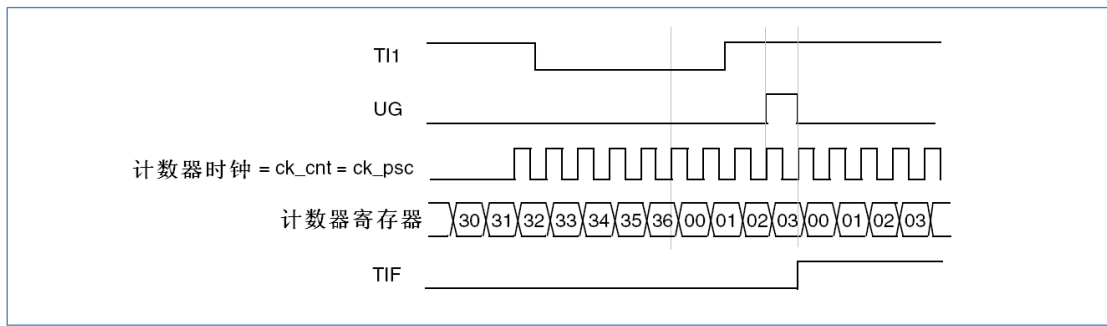 TI1
UG
计数器时钟 = ck_cnt = ck_psc
计数器寄存器 30 31 32 33 34 35 36 00 01 02 03 00 01 02 03
TIF